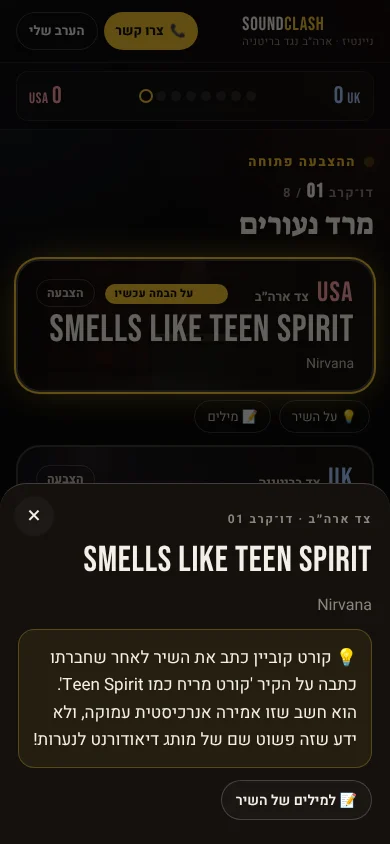 SOUNDCLASH
ניינטיז · ארה"ב נגד בריטניה
📞 צרו קשר
הערב שלי
0 UK
USA 0
ההצבעה פתוחה
דו־קרב 01 / 8
מרד נעורים
USA צד ארה"ב
על הבמה עכשיו
הצבעה
SMELLS LIKE TEEN SPIRIT
Nirvana
💡 על השיר
📝 מילים
UK צד בריטניה
הצבעה
×
צד ארה"ב · דו־קרב 01
SMELLS LIKE TEEN SPIRIT
Nirvana
💡 קורט קוביין כתב את השיר לאחר שחברתו
כתבה על הקיר 'קורט מריח כמו Teen Spirit'.
הוא חשב שזו אמירה אנרכיסטית עמוקה, ולא
ידע שזה פשוט שם של מותג דיאודורנט לנערות!
📝 למילים של השיר